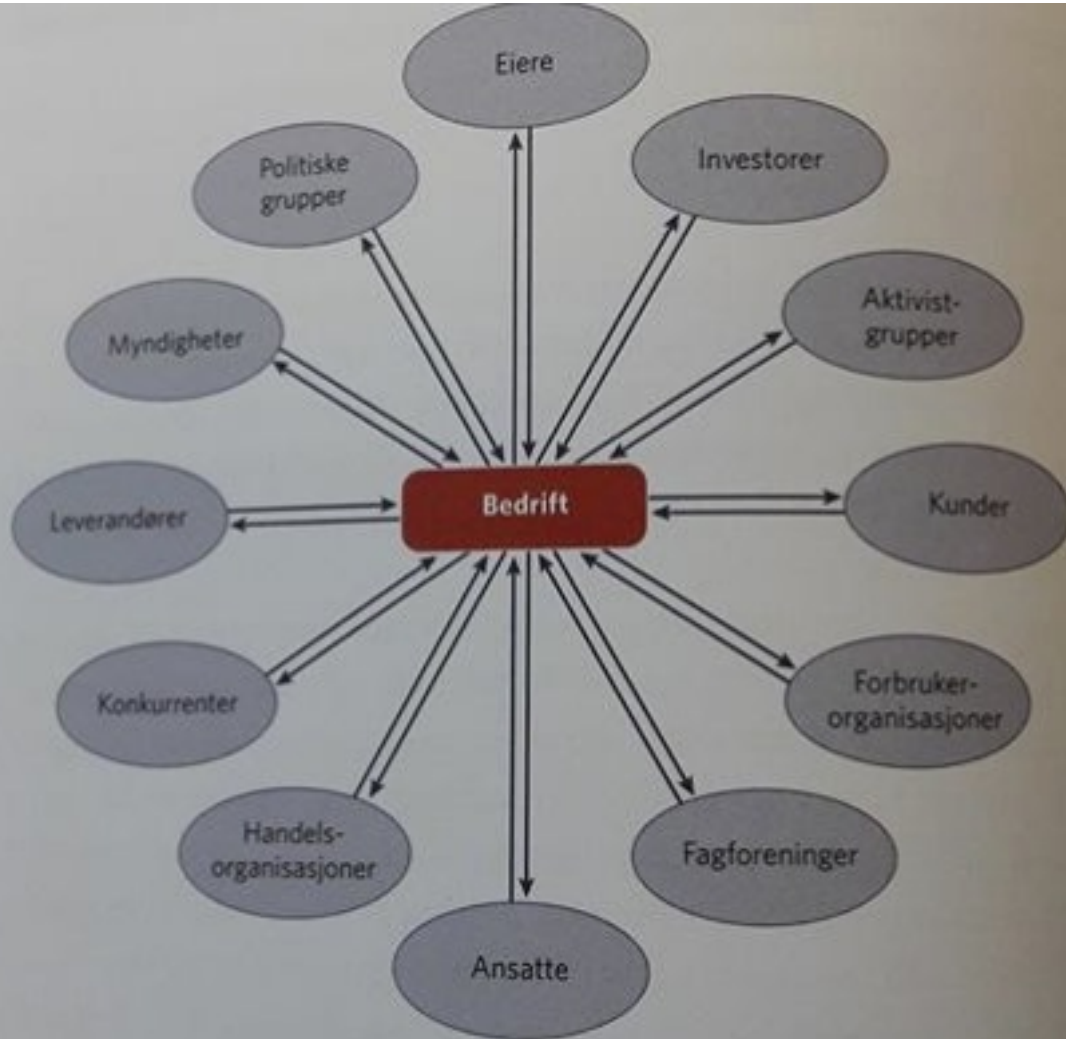 Eiere
Investorer
Politiske
grupper
Aktivist-
grupper
Myndigheter
Bedrift
Kunder
Leverandører
Konkurrenter
Forbruker-
organisasjoner
Handels-
organisasjoner
Fagforeninger
Ansatte